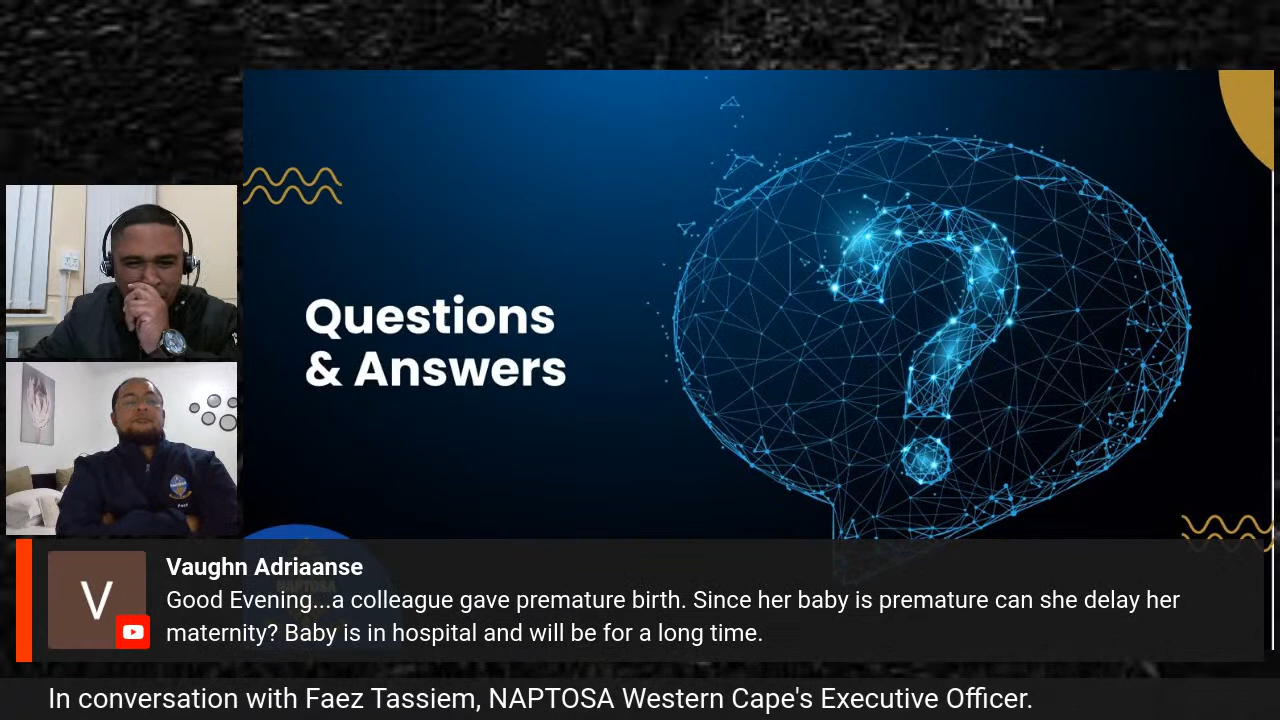 Questions
& Answers
V
Vaughn Adriaanse
Good Evening...a colleague gave premature birth. Since her baby is premature can she delay her
maternity? Baby is in hospital and will be for a long time.
In conversation with Faez Tassiem, NAPTOSA Western Cape's Executive Officer.